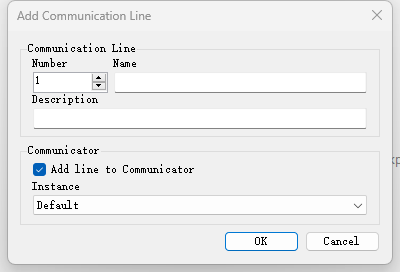 Add Communication Line
Communication Line
Number Name
1
Description
Communicator
Add line to Communicator
Instance
Default
OK Cancel